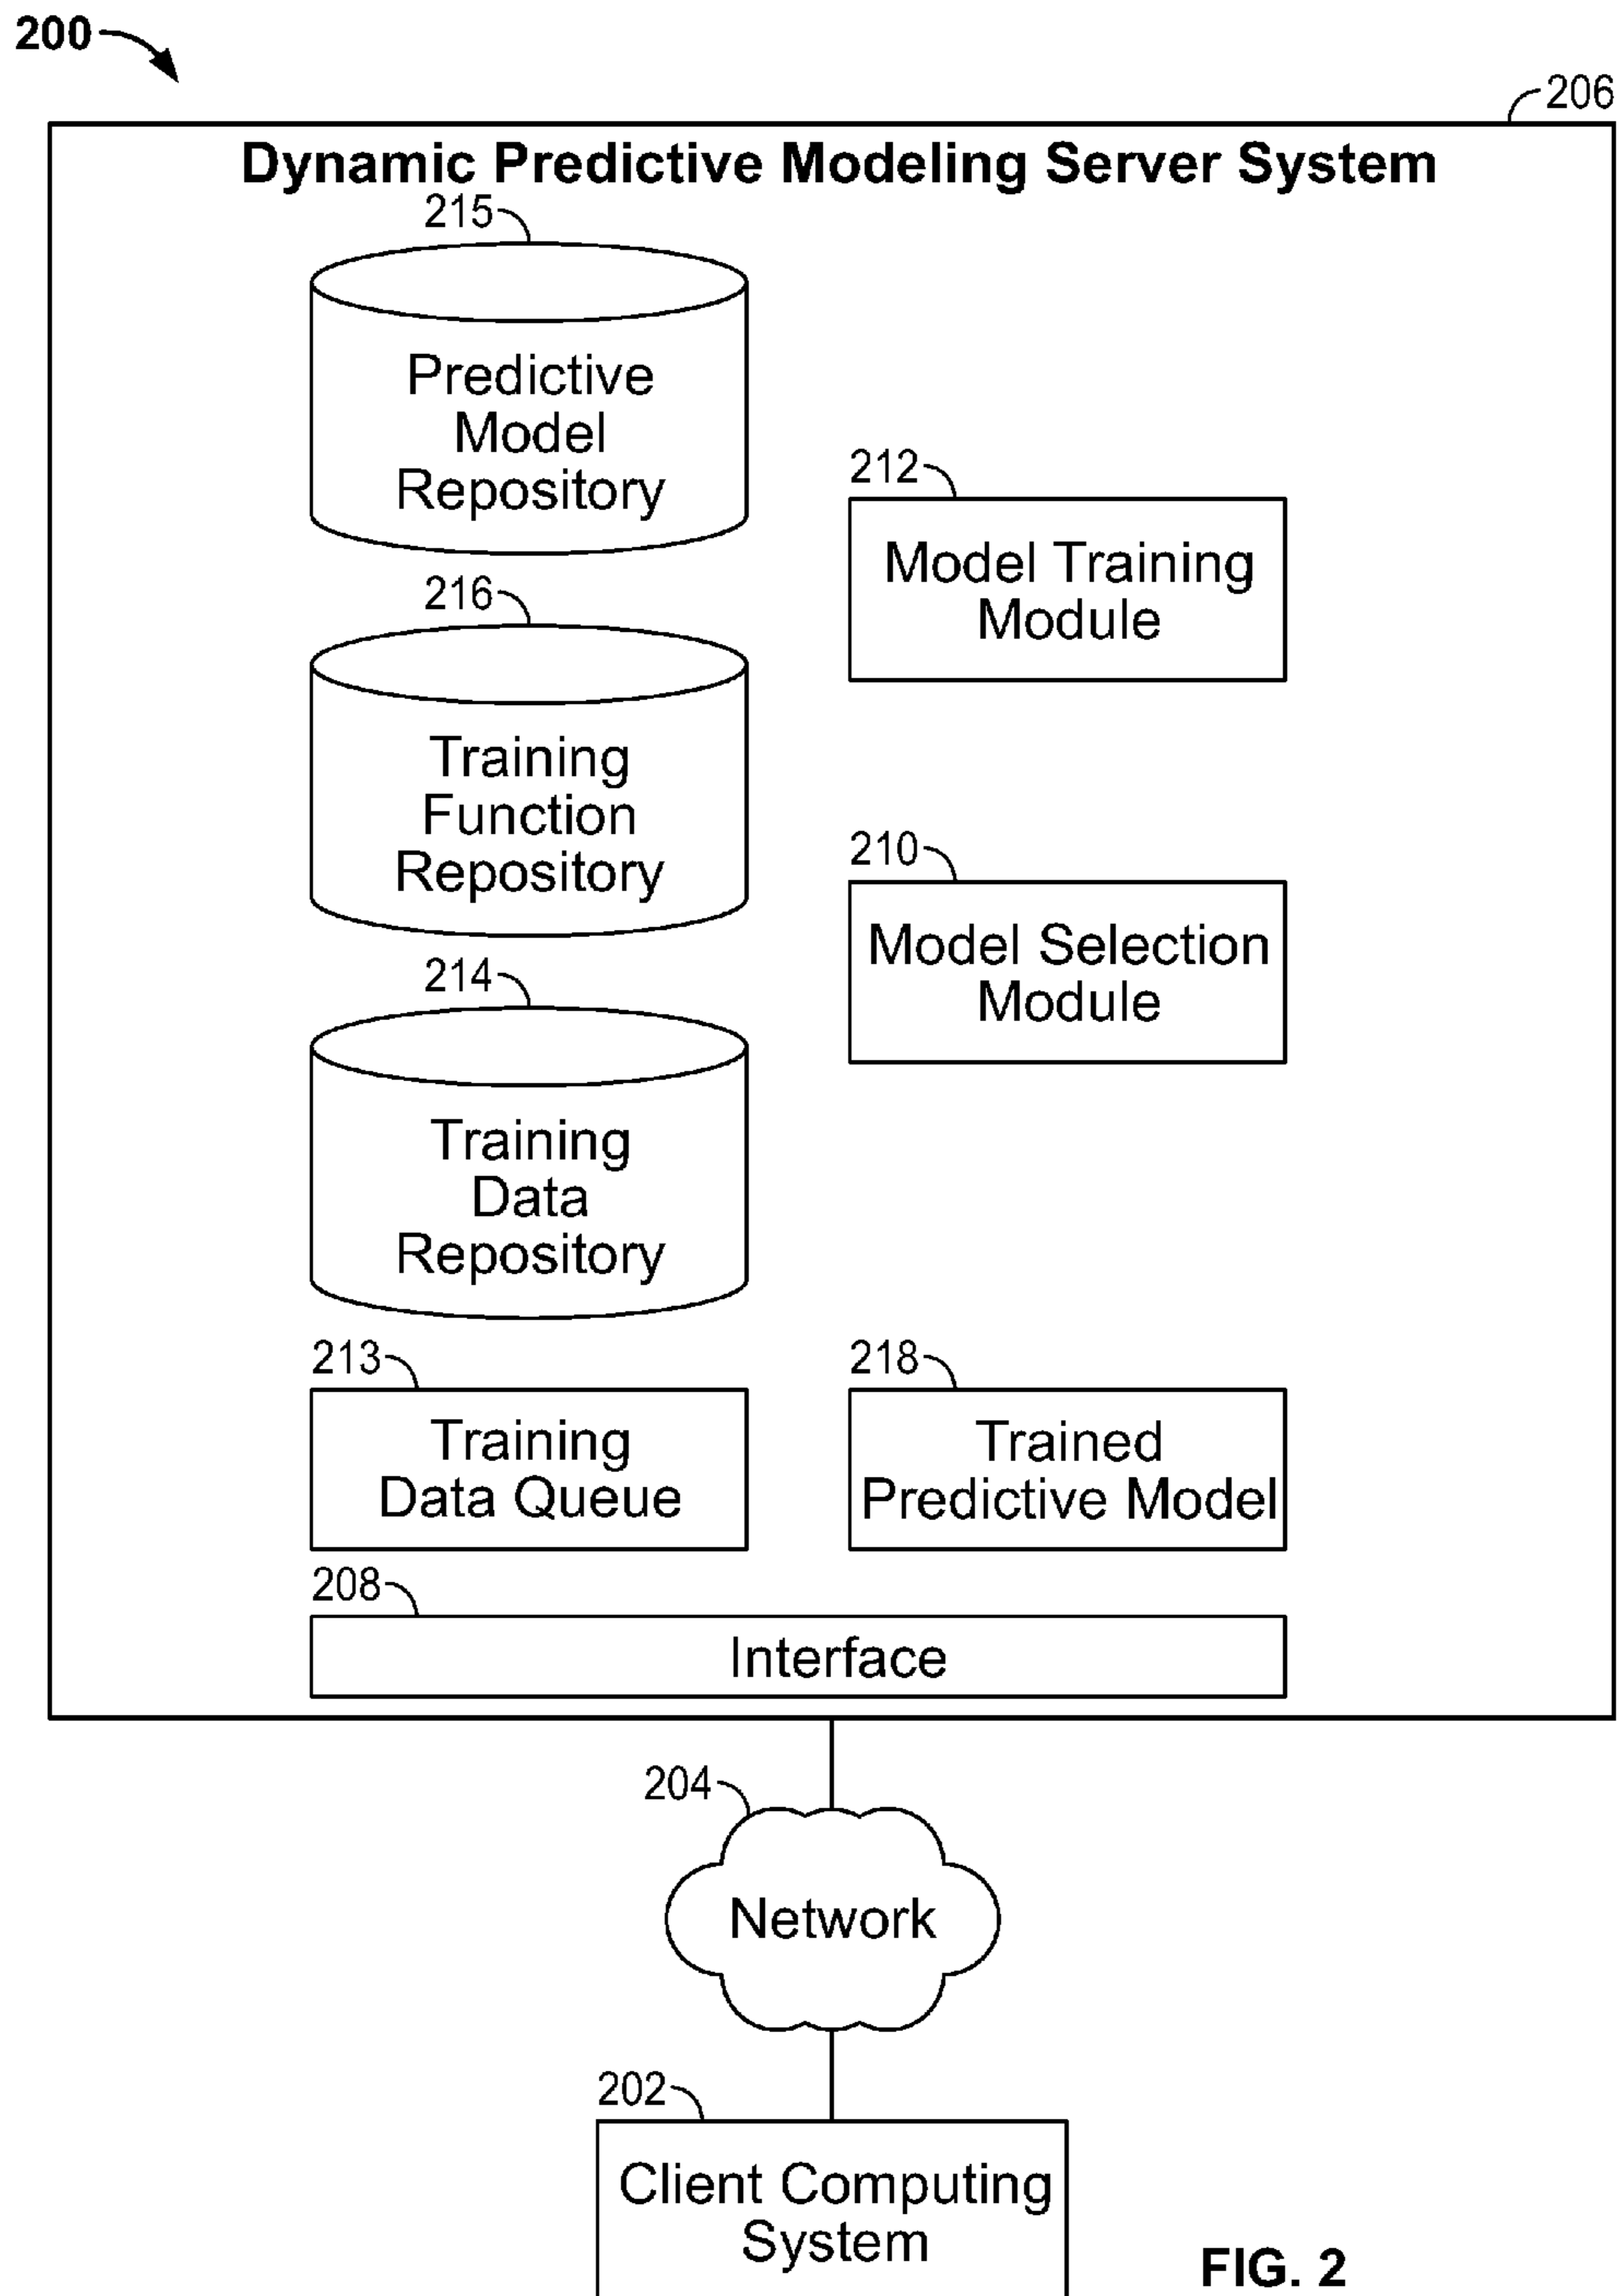 200
206
Dynamic Predictive Modeling Server System
215
Predictive
Model
Repository
212
Model Training
Module
216
Training
Function
Repository
210
Model Selection
Module
214
Training
Data
Repository
213
Training
Data Queue
218
Trained
Predictive Model
208
Interface
204
Network
202
Client Computing
System
FIG. 2